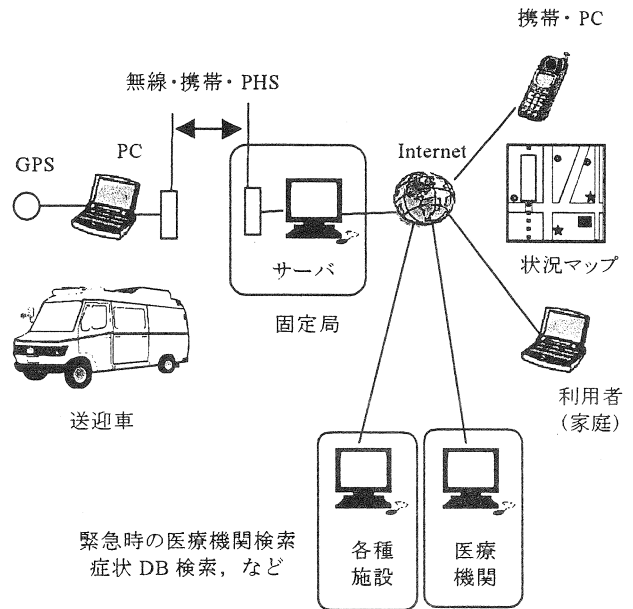 携帯・PC
無線・携帯・PHS
GPS
PC
Internet
サーバ
状況マップ
固定局
送迎車
利用者
(家庭)
緊急時の医療機関検索
症状 DB 検索，など
各種
施設
医療
機関